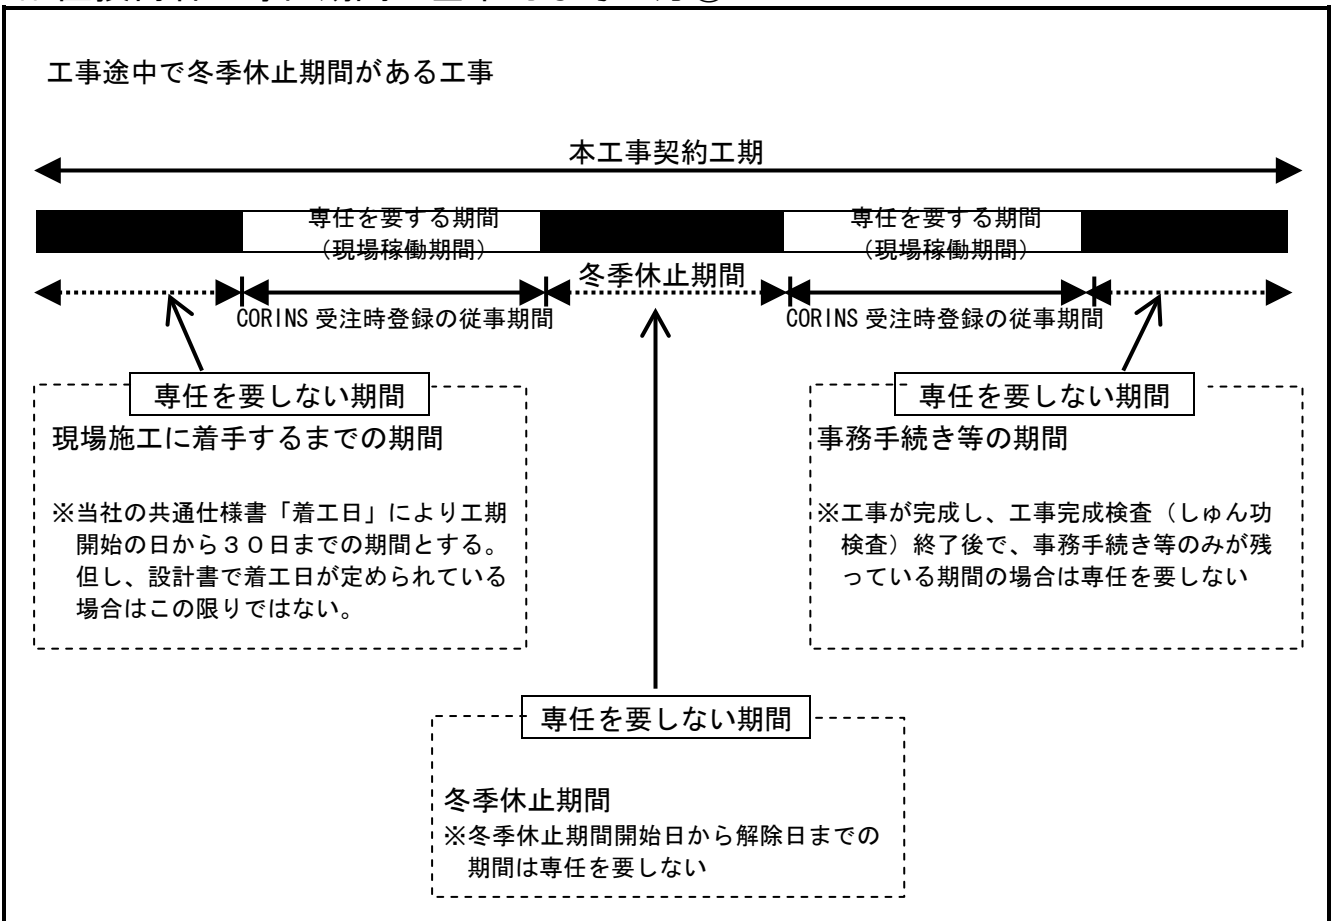 工事途中で冬季休止期間がある工事
本工事契約工期
専任を要する期間
（現場稼働期間）
専任を要する期間
（現場稼働期間）
冬季休止期間
CORINS 受注時登録の従事期間
CORINS 受注時登録の従事期間
専任を要しない期間
現場施工に着手するまでの期間
※当社の共通仕様書「着工日」により工期
開始の日から３０日までの期間とする。
但し、設計書で着工日が定められている
場合はこの限りではない。
専任を要しない期間
事務手続き等の期間
※工事が完成し、工事完成検査（しゅん功
検査）終了後で、事務手続き等のみが残
っている期間の場合は専任を要しない
専任を要しない期間
冬季休止期間
※冬季休止期間開始日から解除日までの
期間は専任を要しない